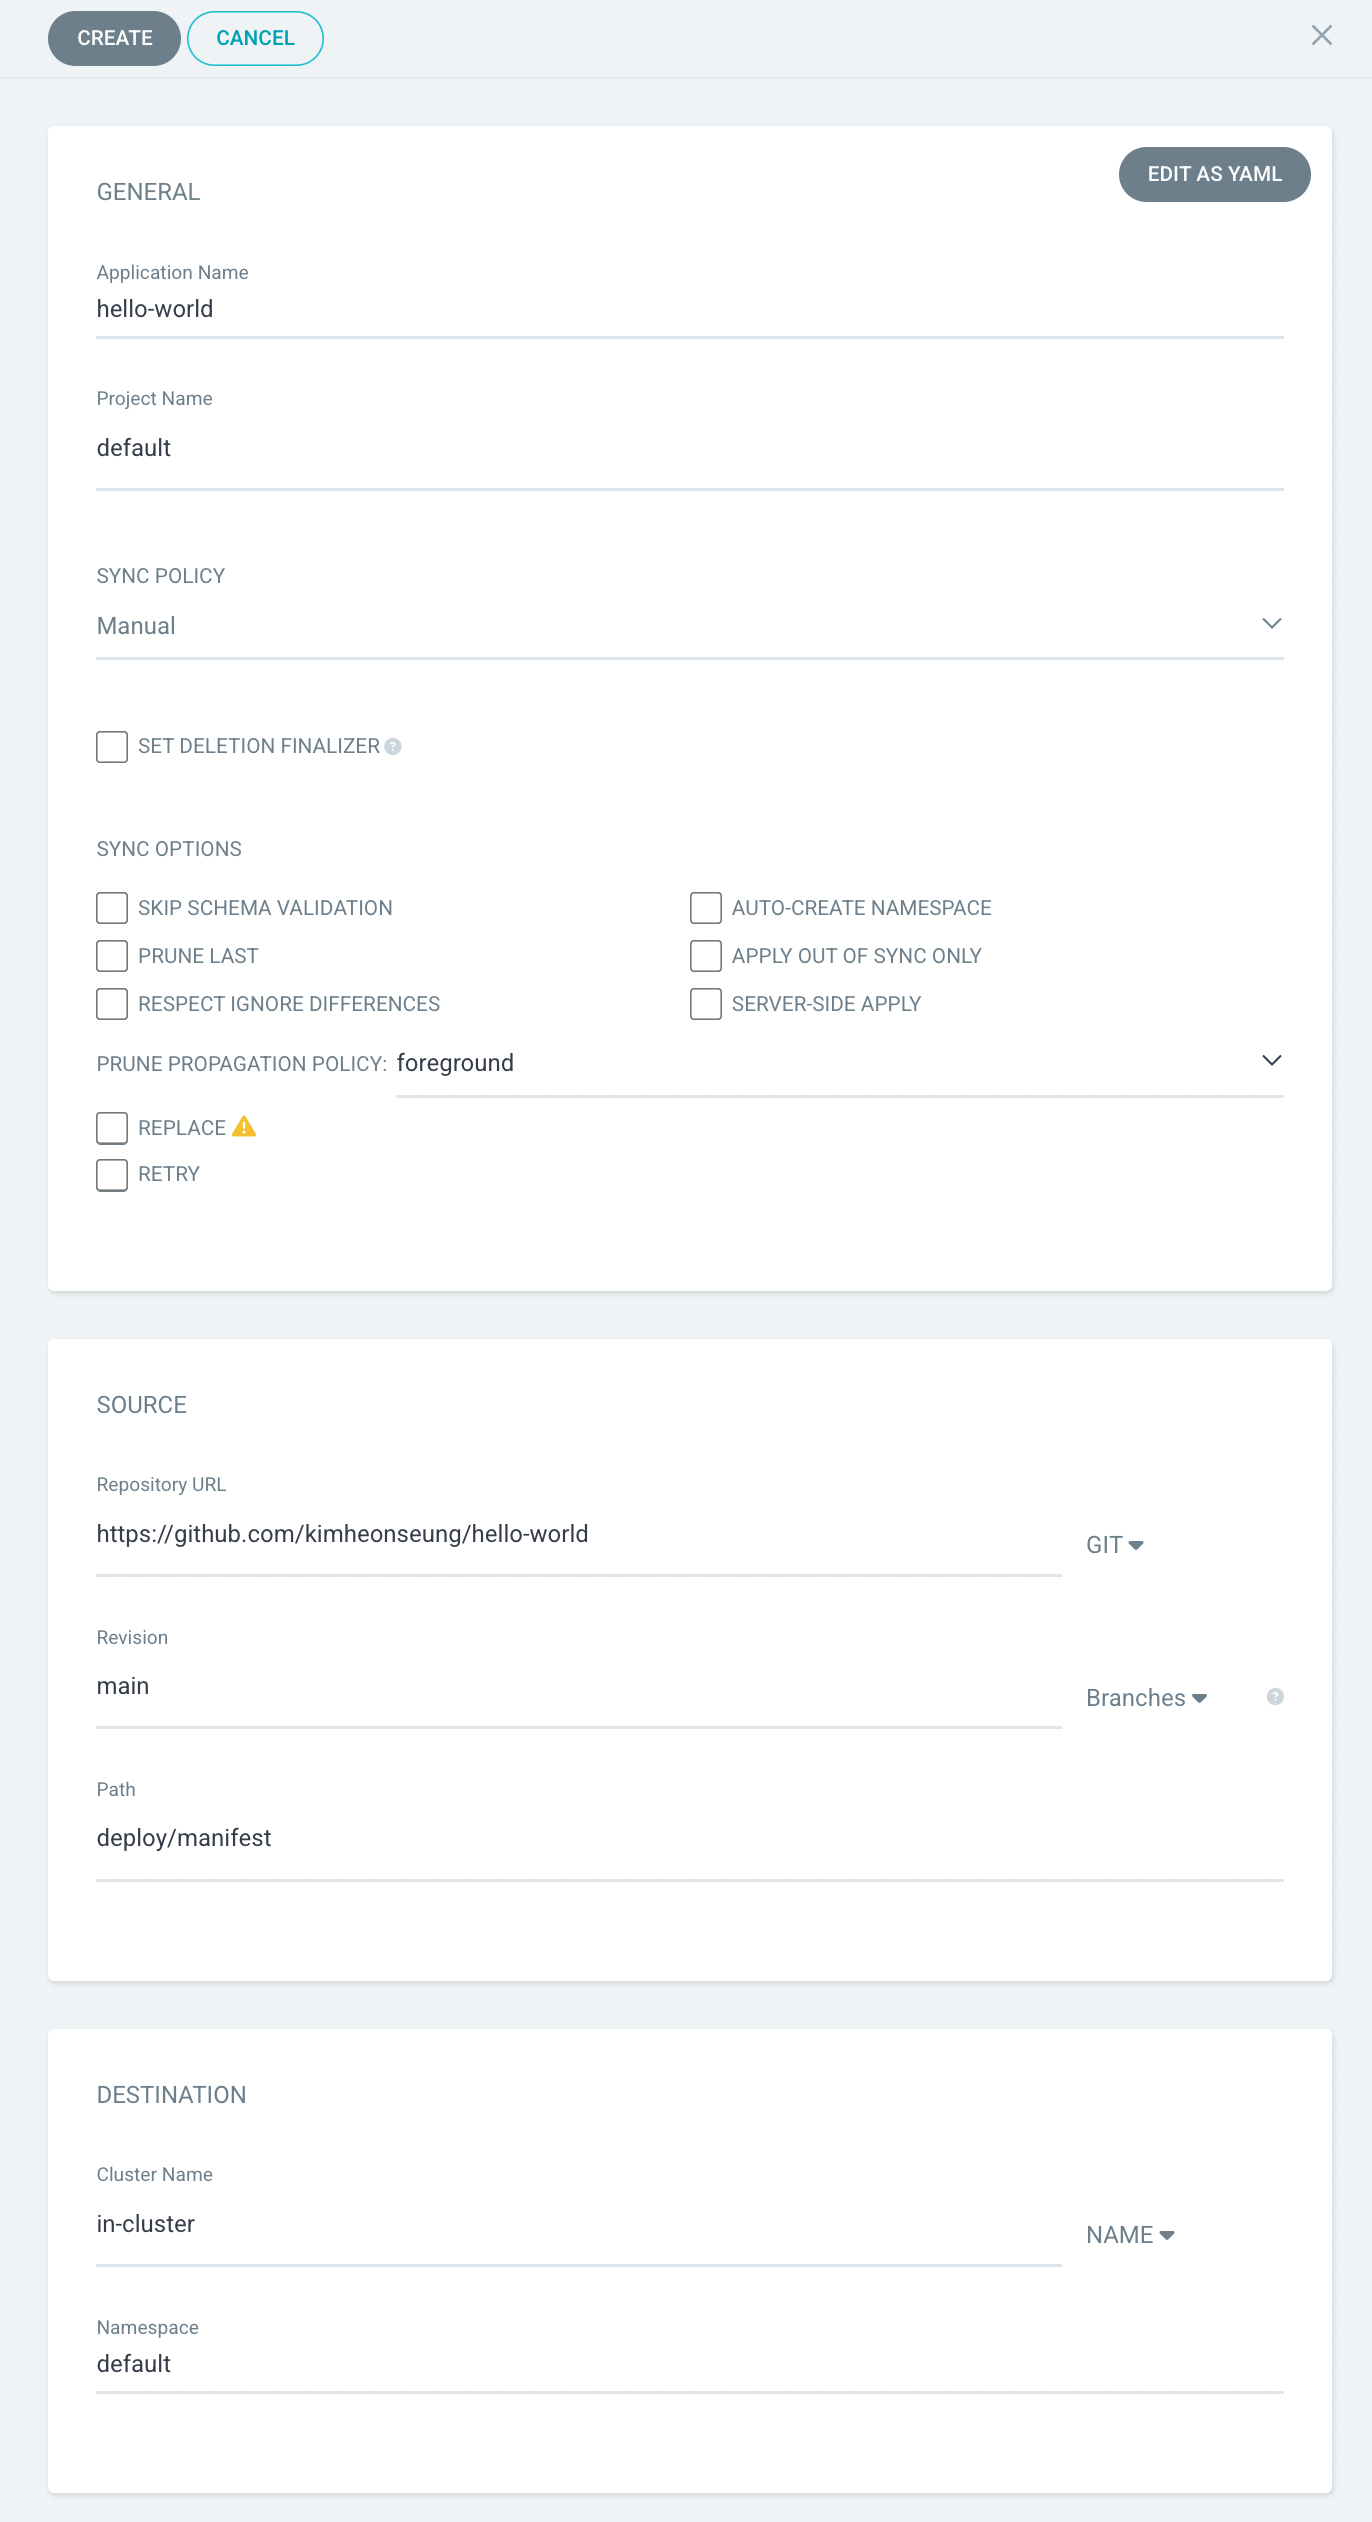 CREATE CANCEL
GENERAL
EDIT AS YAML
Application Name
hello-world
Project Name
default
SYNC POLICY
Manual
SET DELETION FINALIZER ?
SYNC OPTIONS
SKIP SCHEMA VALIDATION AUTO-CREATE NAMESPACE
PRUNE LAST APPLY OUT OF SYNC ONLY
RESPECT IGNORE DIFFERENCES SERVER-SIDE APPLY
PRUNE PROPAGATION POLICY: foreground
REPLACE
RETRY
SOURCE
Repository URL
https://github.com/kimheonseung/hello-world
GIT
Revision
main
Branches ?
Path
deploy/manifest
DESTINATION
Cluster Name
in-cluster
NAME
Namespace
default